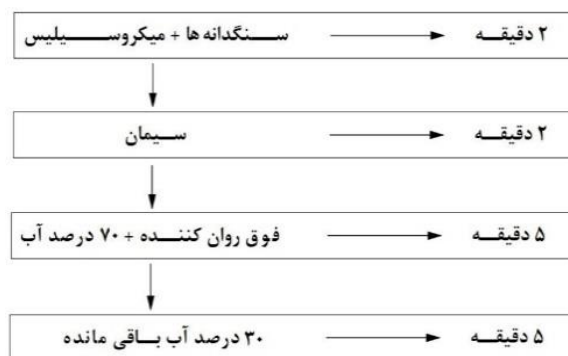 سنگدانه ها + میکروسیلیس ۲ دقیقه
سیمان ۲ دقیقه
فوق روان کننده + ۷۰ درصد آب ۵ دقیقه
۳۰ درصد آب باقی مانده ۵ دقیقه